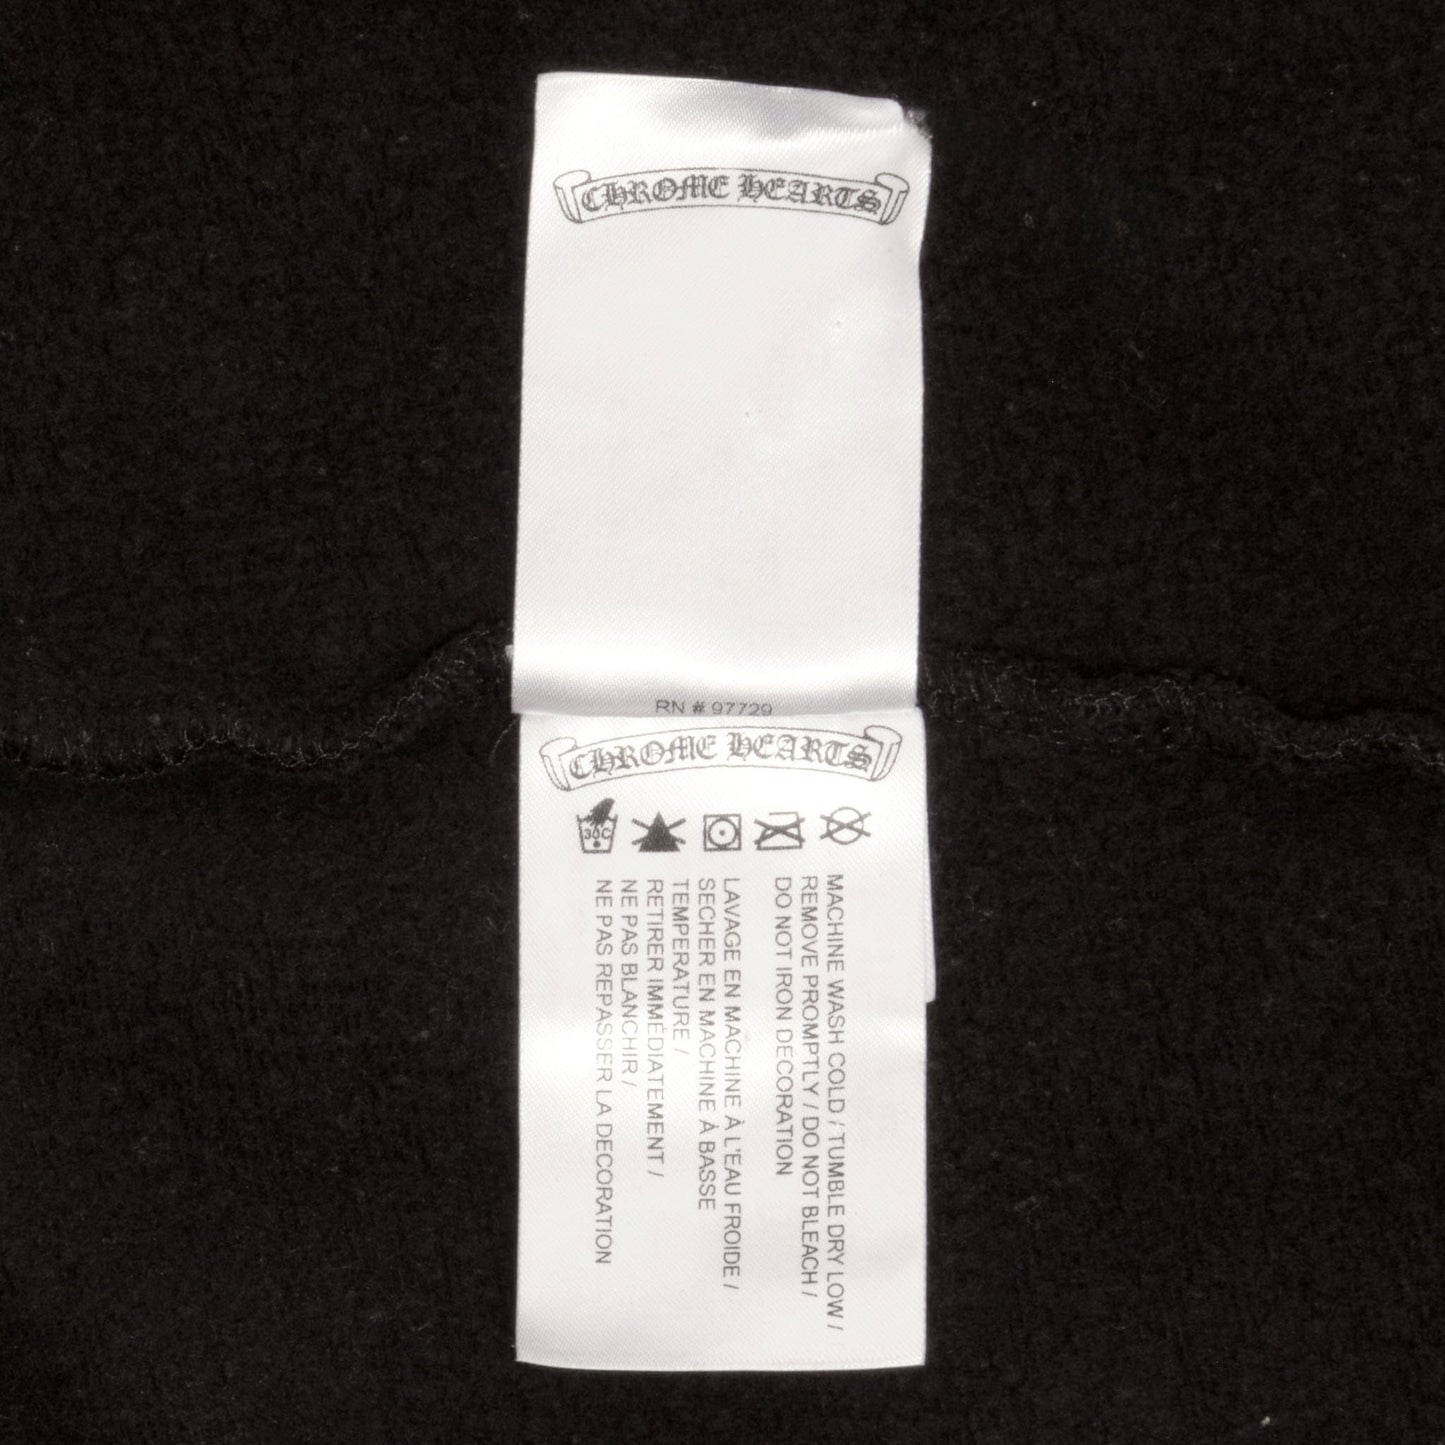 CHROME HEARTS
RN # 97729
CHROME HEARTS
30C
MACHINE WASH COLD / TUMBLE DRY LOW /
REMOVE PROMPTLY / DO NOT BLEACH /
DO NOT IRON DECORATION
LAVAGE EN MACHINE À L'EAU FROIDE /
SECHER EN MACHINE À BASSE
TEMPERATURE /
RETIRER IMMÉDIATEMENT /
NE PAS BLANCHIR /
NE PAS REPASSER LA DECORATION